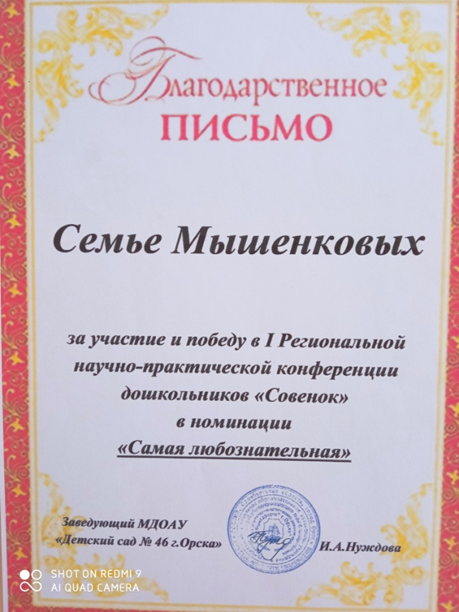 Благодарственное
ПИСЬМО
Семье Мышенковых
за участие и победу в I Региональной
научно-практической конференции
дошкольников «Совенок»
в номинации
«Самая любознательная»
Заведующий МДОАУ
«Детский сад № 46 г.Орска»
И.А.Нуждова
SHOT ON REDMI 9
AI QUAD CAMERA